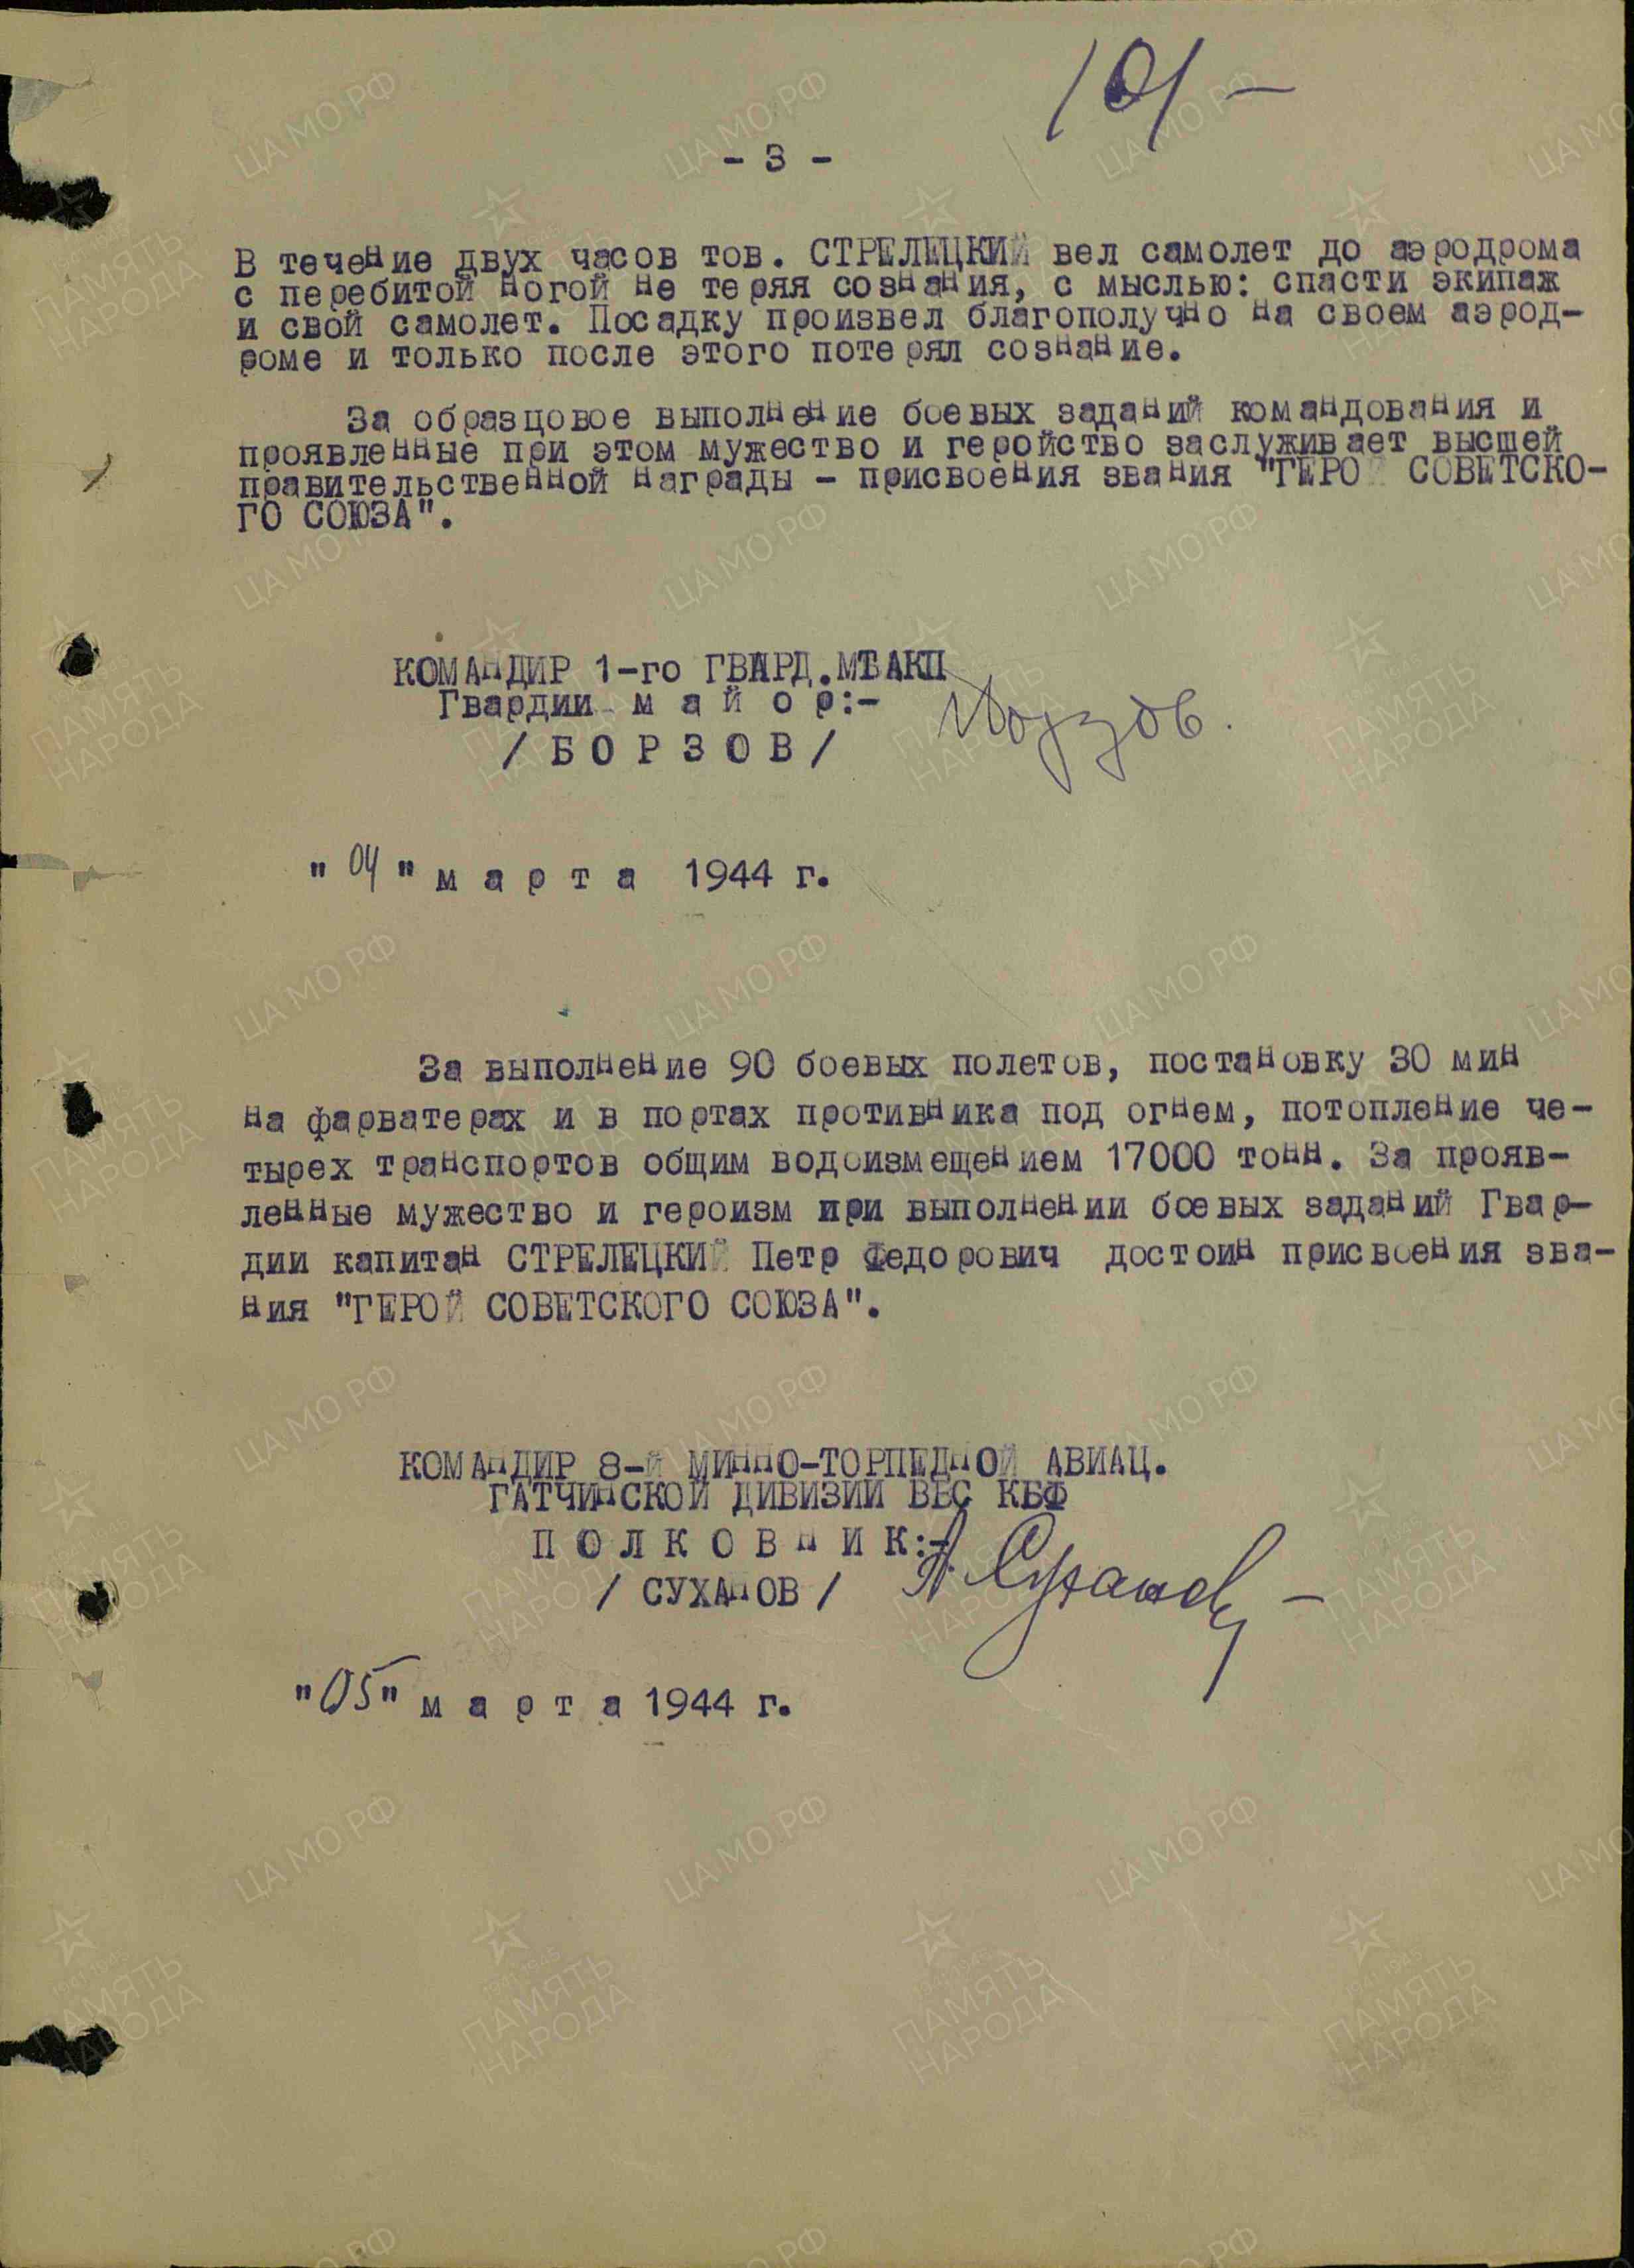 101 –
- 3 -
В течение двух часов тов. СТРЕЛЕЦКИЙ вел самолет до аэродрома
с перебитой ногой не теряя сознания, с мыслью: спасти экипаж
и свой самолет. Посадку произвел благополучно на своем аэрод-
роме и только после этого потерял сознание.
За образцовое выполнение боевых заданий командования и
проявленные при этом мужество и геройство заслуживает высшей
правительственной награды – присвоения звания "ГЕРОЙ СОВЕТСКО-
ГО СОЮЗА".
КОМАНДИР 1-го ГВАРД.МТАКП
Гвардии м а й о р:-
Борзов.
/ Б О Р З О В /
" 04 " м а р т а 1944 г.
За выполнение 90 боевых полетов, постановку 30 мин
на фарватерах и в портах противника под огнем, потопление че-
тырех транспортов общим водоизмещением 17000 тонн. За прояв-
ленные мужество и героизм при выполнении боевых заданий Гвар-
дии капитан СТРЕЛЕЦКИЙ Петр Федорович достоин присвоения зва-
ния "ГЕРОЙ СОВЕТСКОГО СОЮЗА".
КОМАНДИР 8-й МИННО-ТОРПЕДНОЙ АВИАЦ.
ГАТЧИНСКОЙ ДИВИЗИИ ВВС КБФ
П О Л К О В Н И К:-
/ СУХАНОВ /
"05" м а р т а 1944 г.
ЦАМО РФ
ПАМЯТЬ
НАРОДА